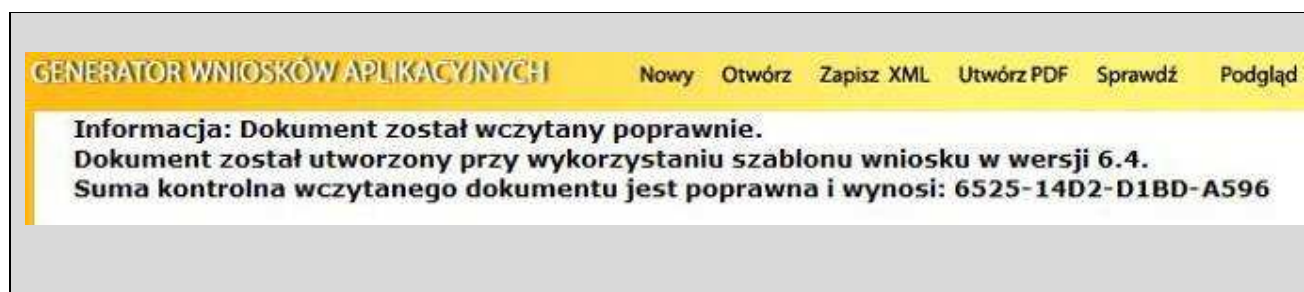 GENERATOR WNIOSKÓW APLIKACYJNYCH Nowy Otwórz Zapisz XML Utwórz PDF Sprawdź Podgląd
Informacja: Dokument został wczytany poprawnie.
Dokument został utworzony przy wykorzystaniu szablonu wniosku w wersji 6.4.
Suma kontrolna wczytanego dokumentu jest poprawna i wynosi: 6525-14D2-D1BD-A596